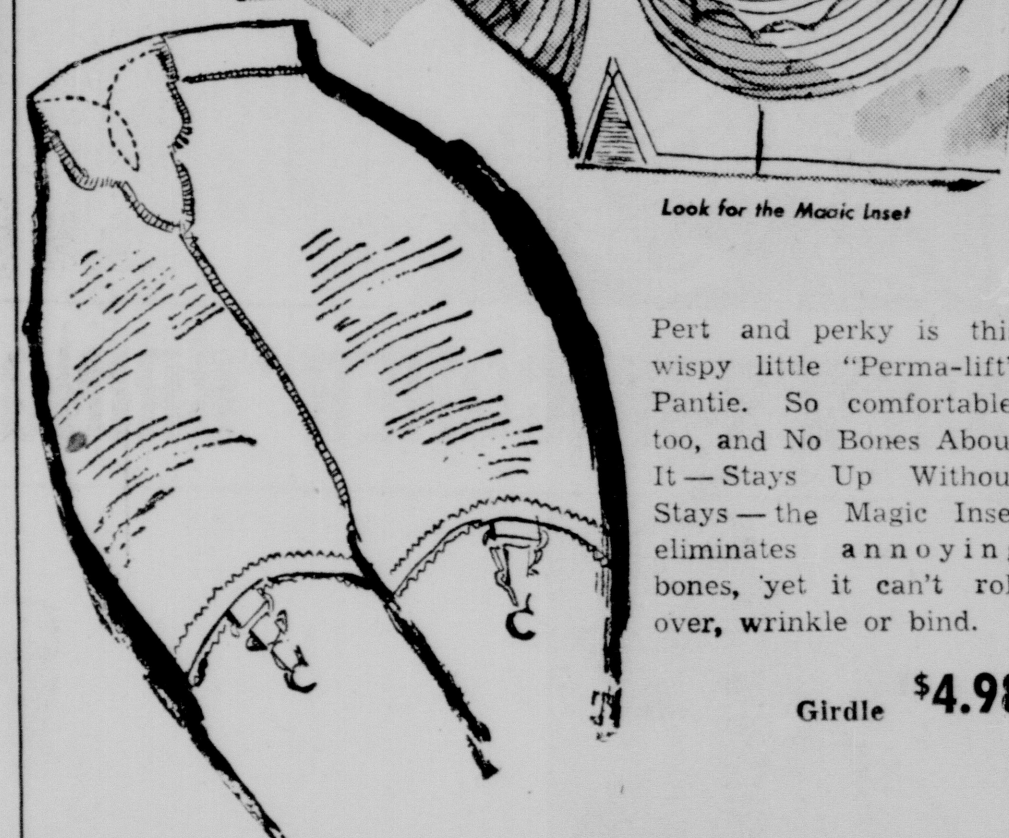 Look for the Magic Inset
Pert and perky is thi
wispy little “Perma-lift”
Pantie. So comfortable
too, and No Bones Abou
It — Stays Up Withou
Stays — the Magic Inse
eliminates annoyin
bones, yet it can't rol
over, wrinkle or bind.
Girdle $4.98